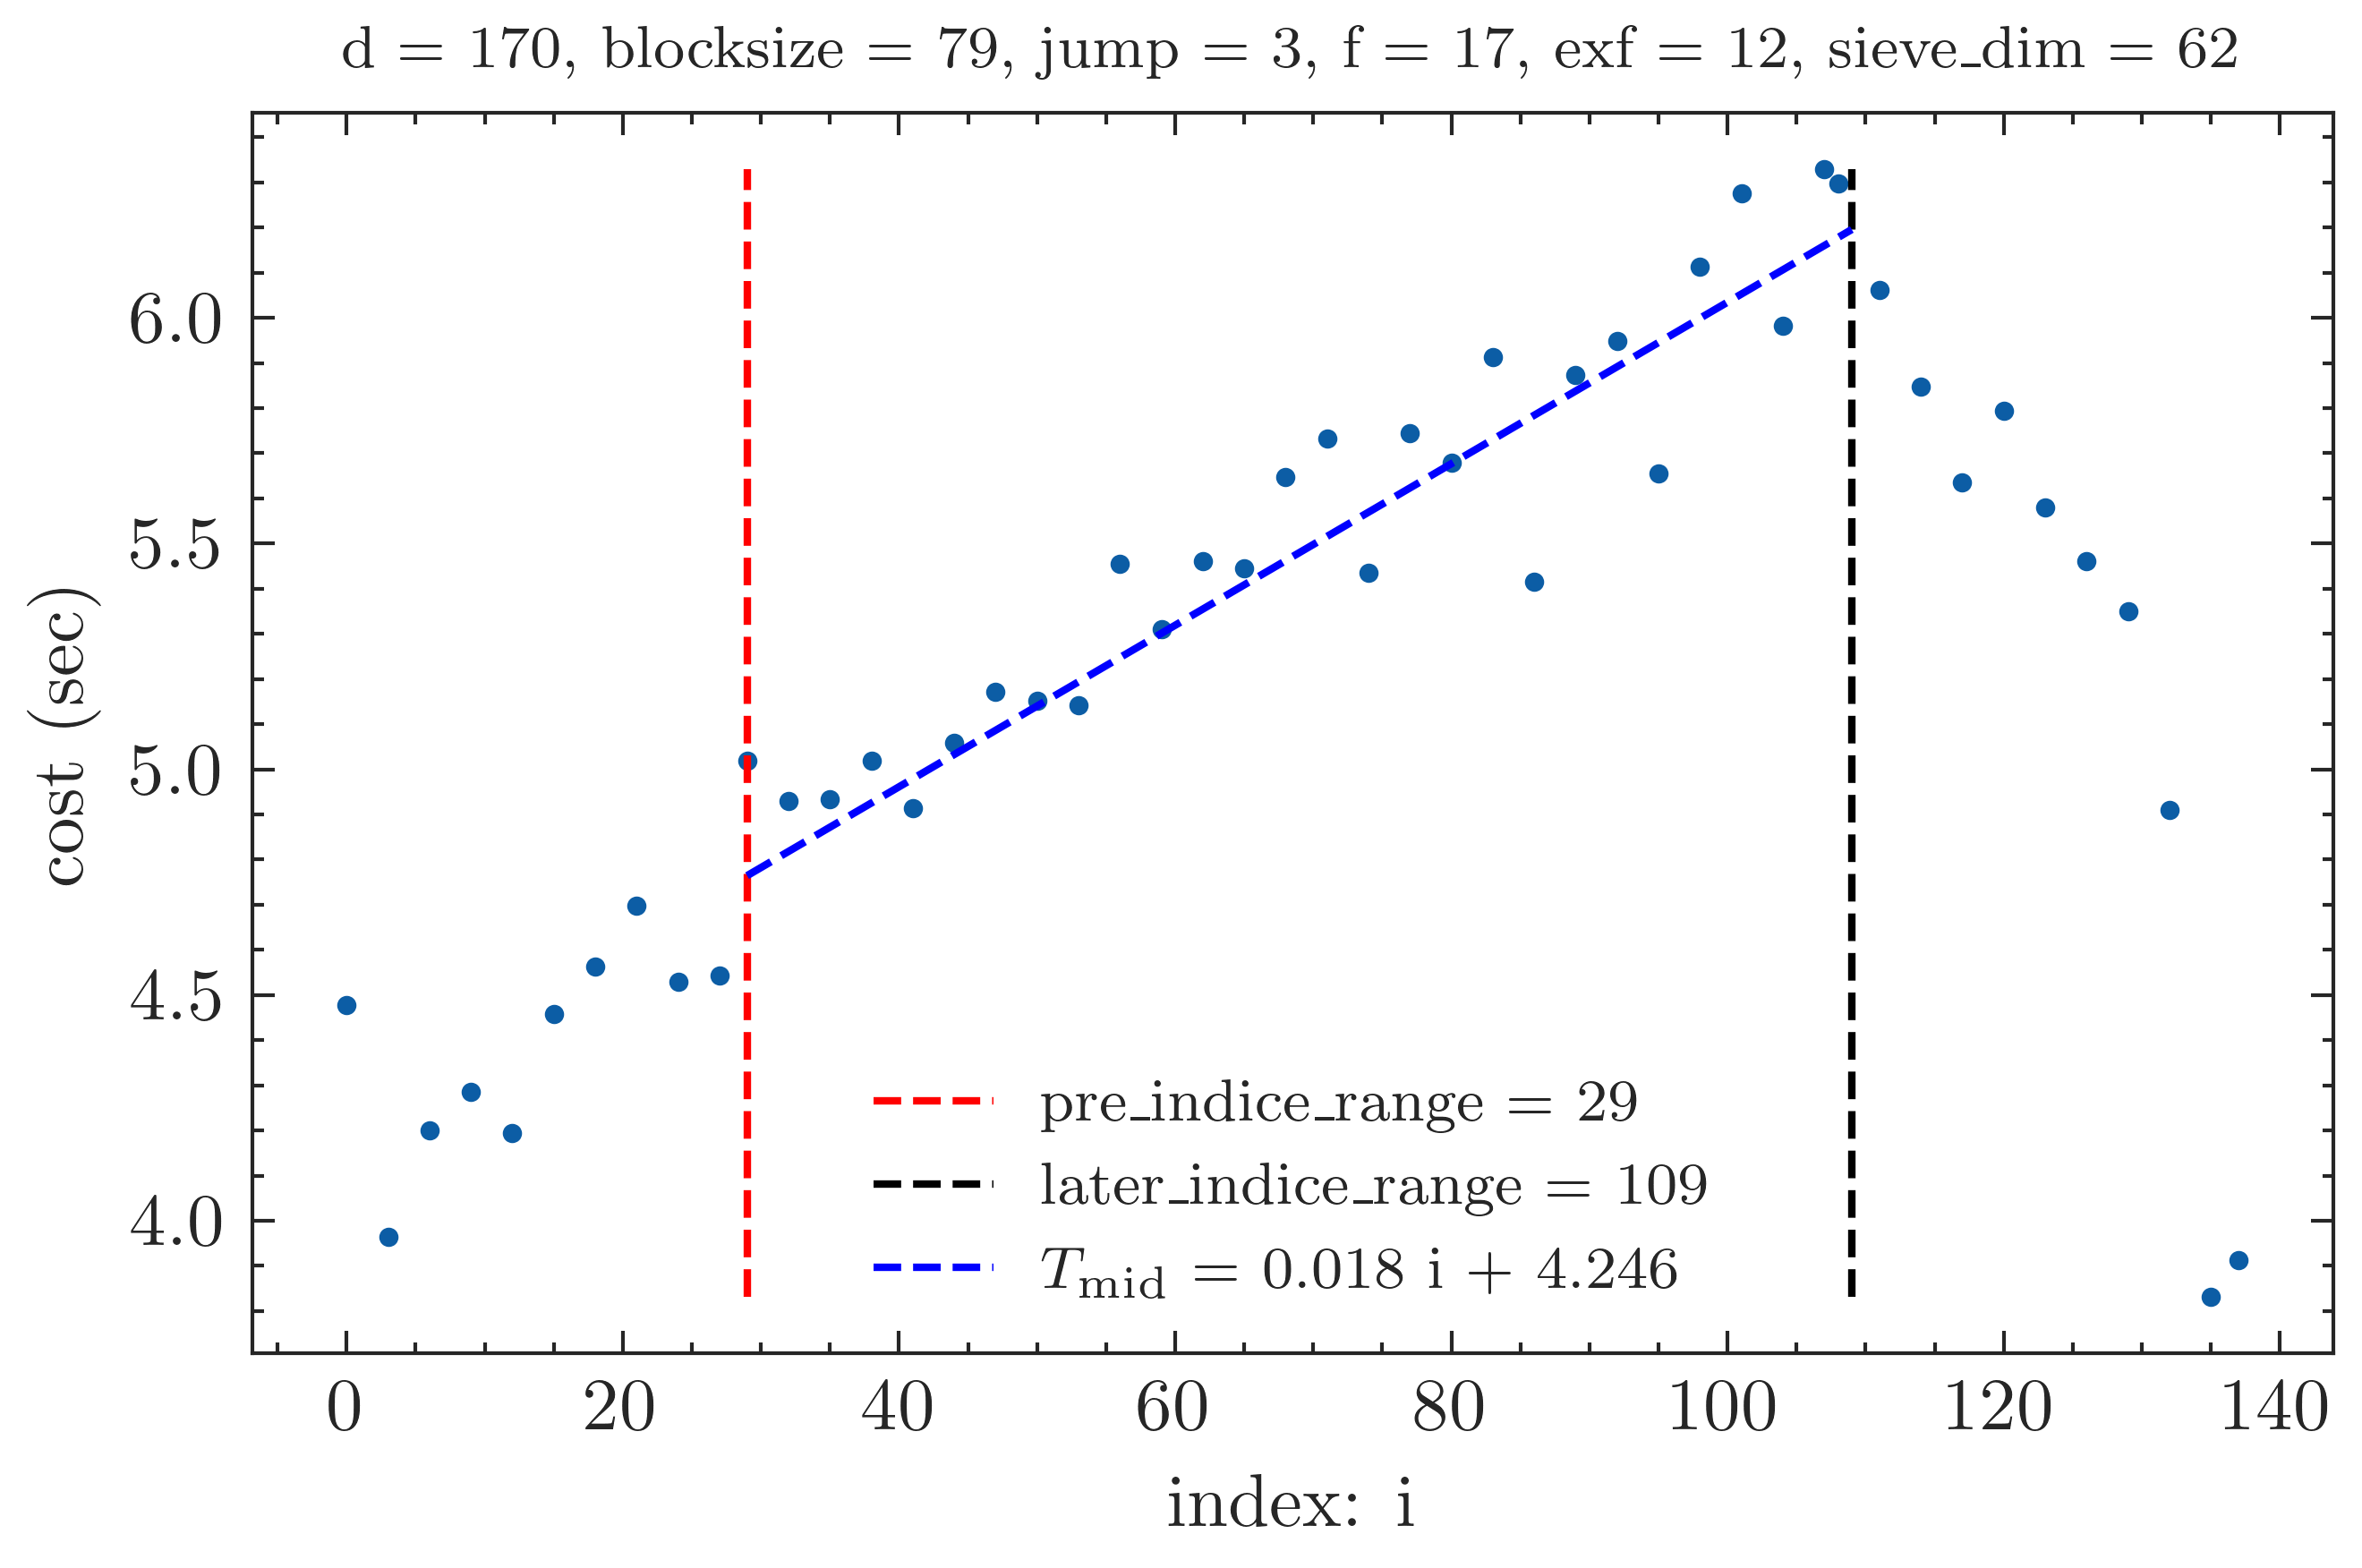 d = 170, blocksize = 79, jump = 3, f = 17, exf = 12, sieve_dim = 62
cost (sec)
6.0
5.5
5.0
4.5
4.0
pre_indice_range = 29
later_indice_range = 109
T_mid = 0.018 i + 4.246
0 20 40 60 80 100 120 140
index: i